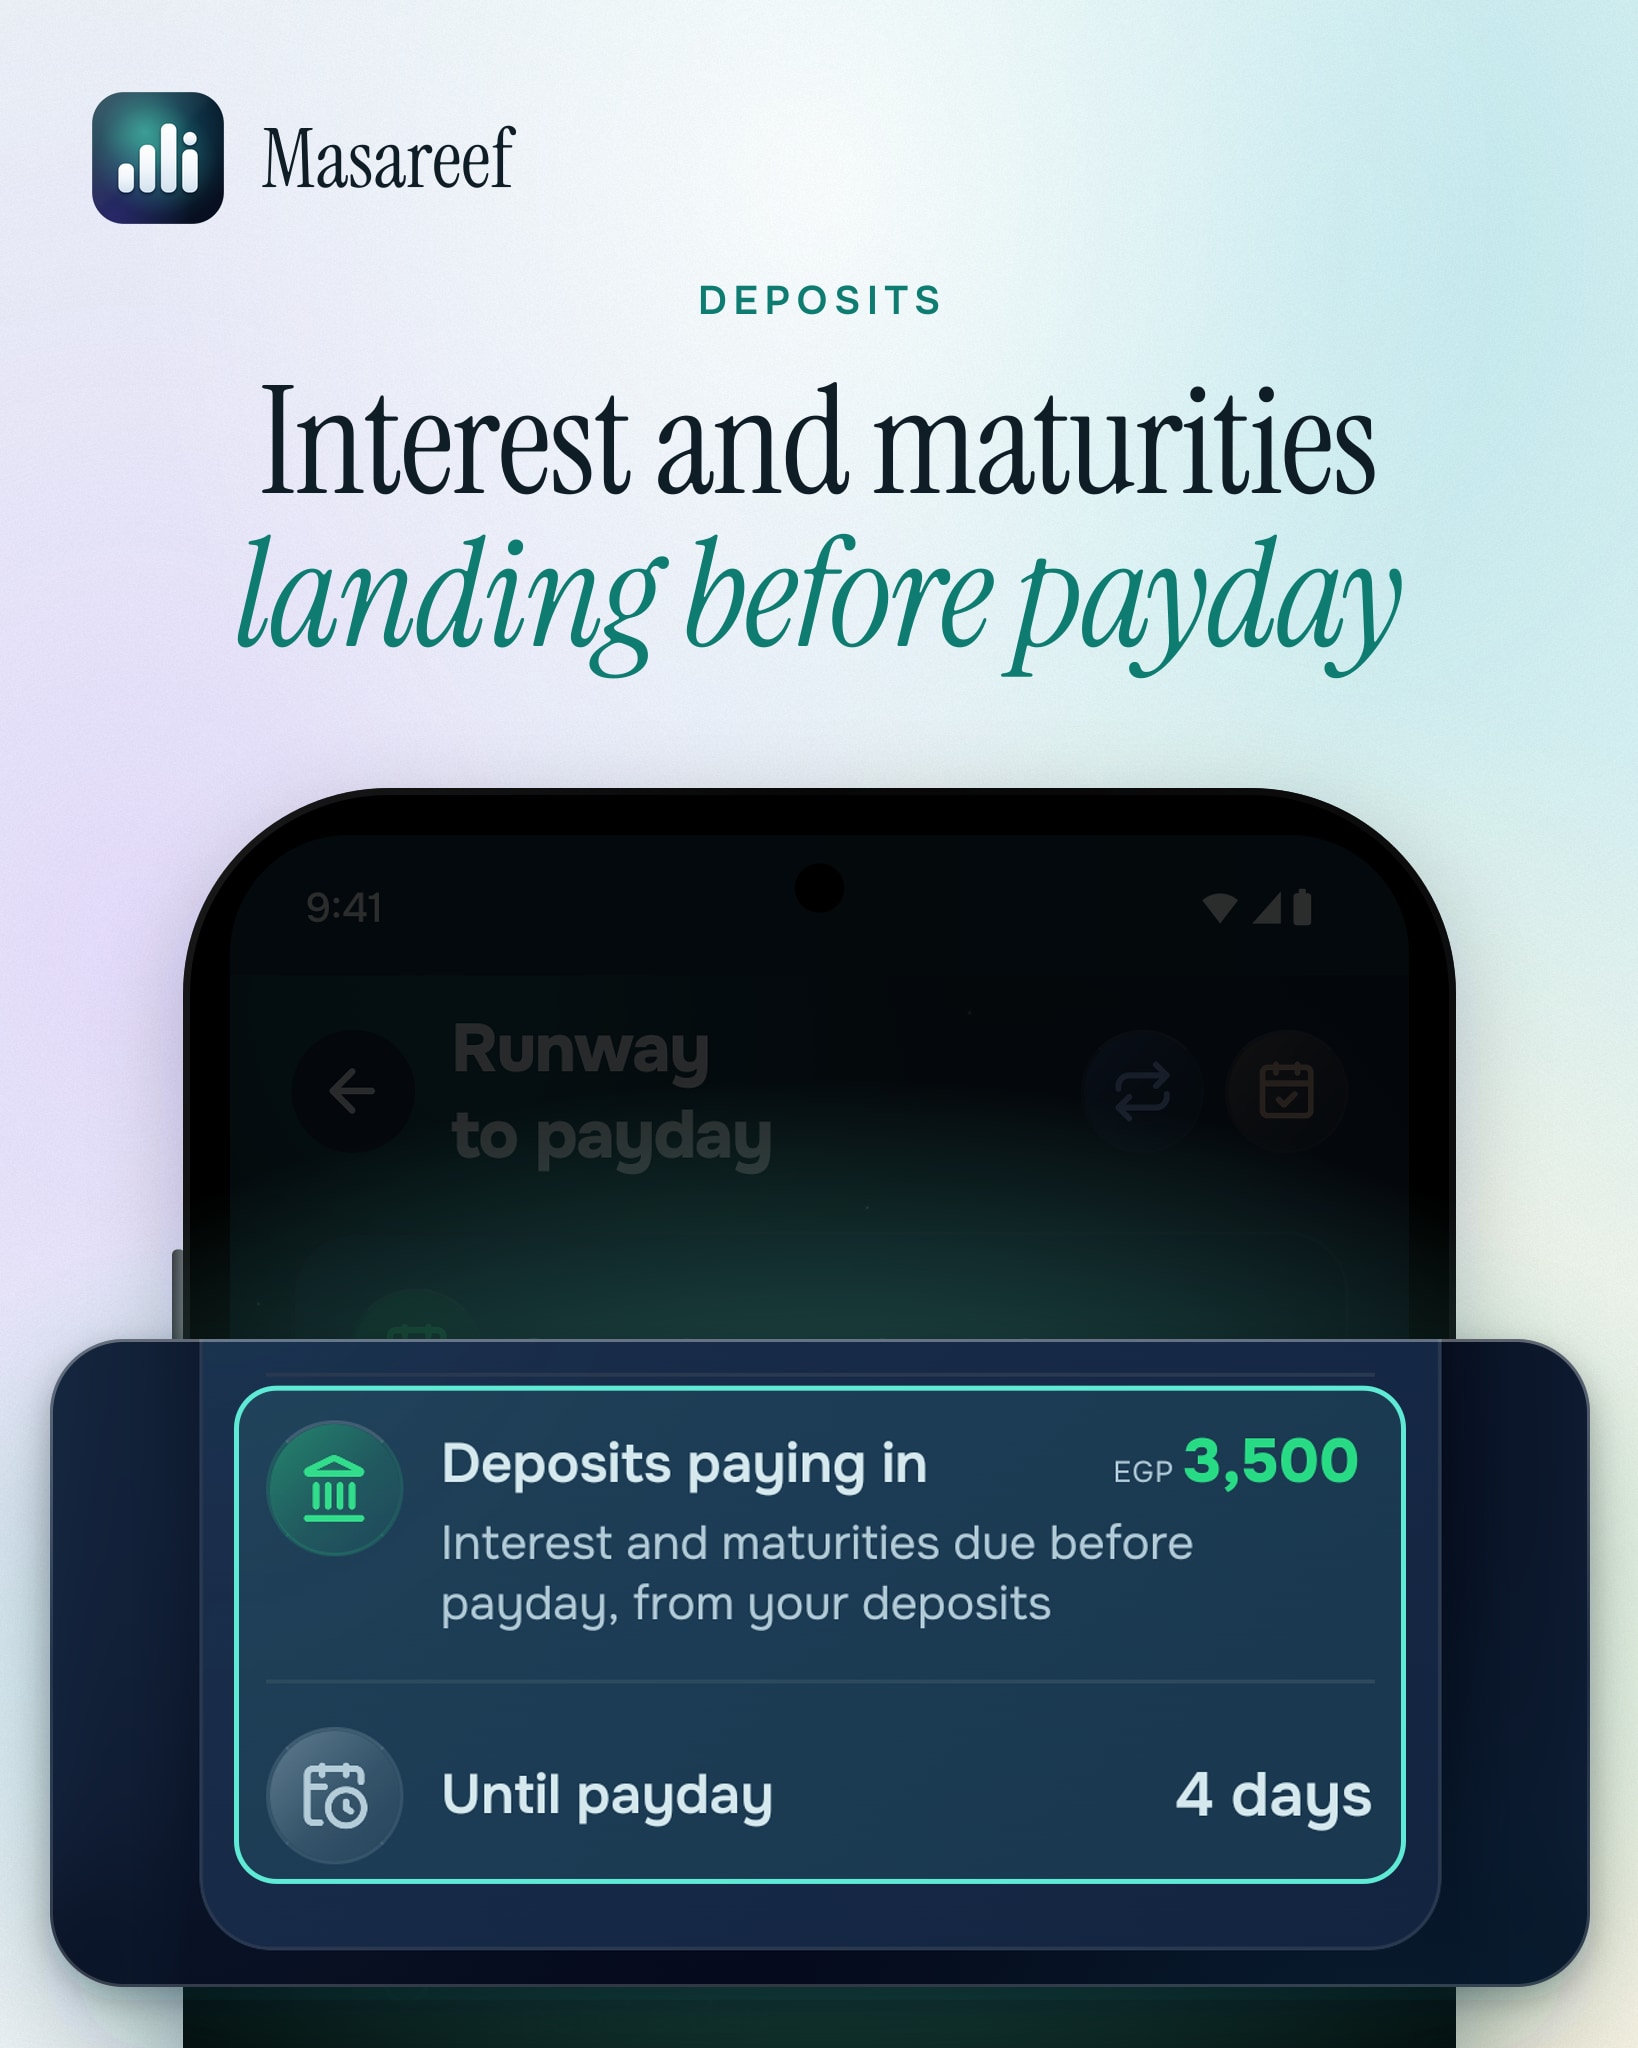 Masareef
DEPOSITS
Interest and maturities
landing before payday
9:41
Runway
to payday
Deposits paying in
EGP 3,500
Interest and maturities due before
payday, from your deposits
Until payday
4 days